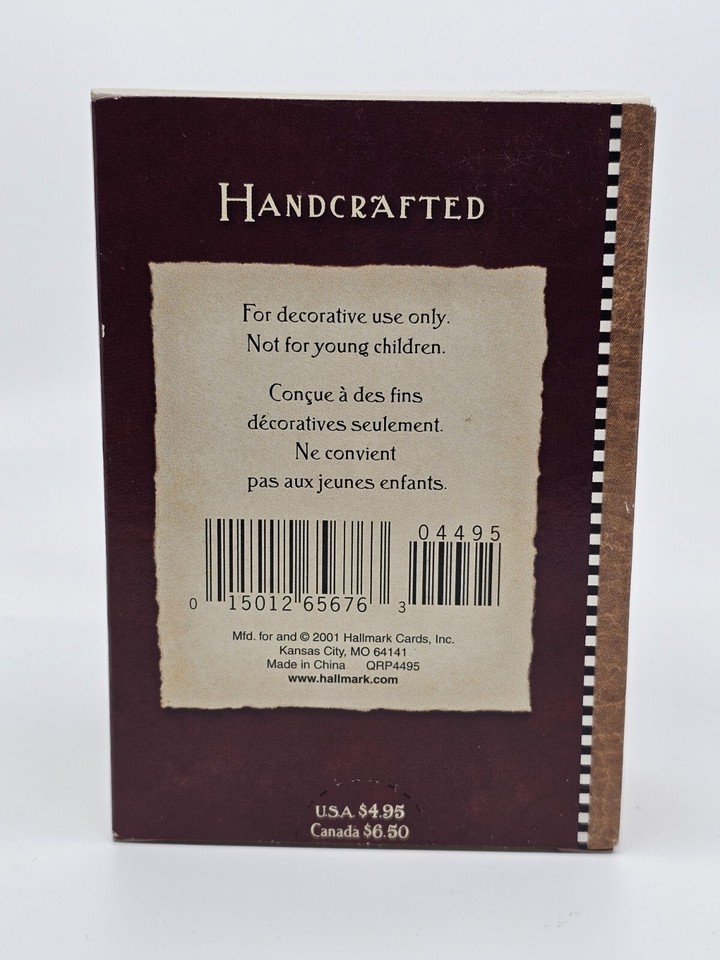 HANDCRAFTED
For decorative use only.
Not for young children.
Conçue à des fins
décoratives seulement.
Ne convient
pas aux jeunes enfants.
04495
0 15012 65676 3
Mfd. for and © 2001 Hallmark Cards, Inc.
Kansas City, MO 64141
Made in China QRP4495
www.hallmark.com
U.S.A. $4.95
Canada $6.50